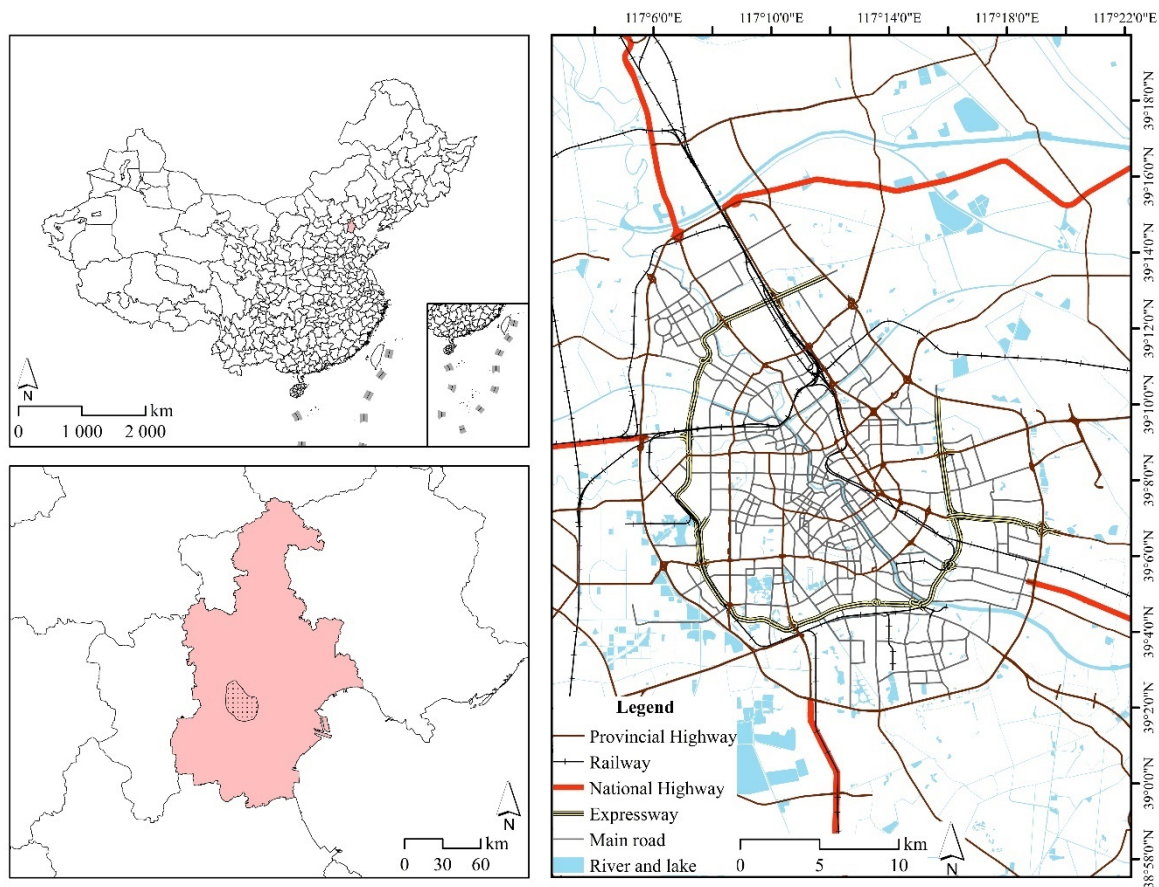 117°6'0"E 117°10'0"E 117°14'0"E 117°18'0"E 117°22'0"E
N
0 1 000 2 000 km
N
0 30 60 km
39°18'0"N
39°16'0"N
39°14'0"N
39°12'0"N
39°10'0"N
39°8'0"N
39°6'0"N
39°4'0"N
39°2'0"N
39°0'0"N
38°58'0"N
Legend
Provincial Highway
Railway
National Highway
Expressway
Main road
River and lake
0 5 10 km
N